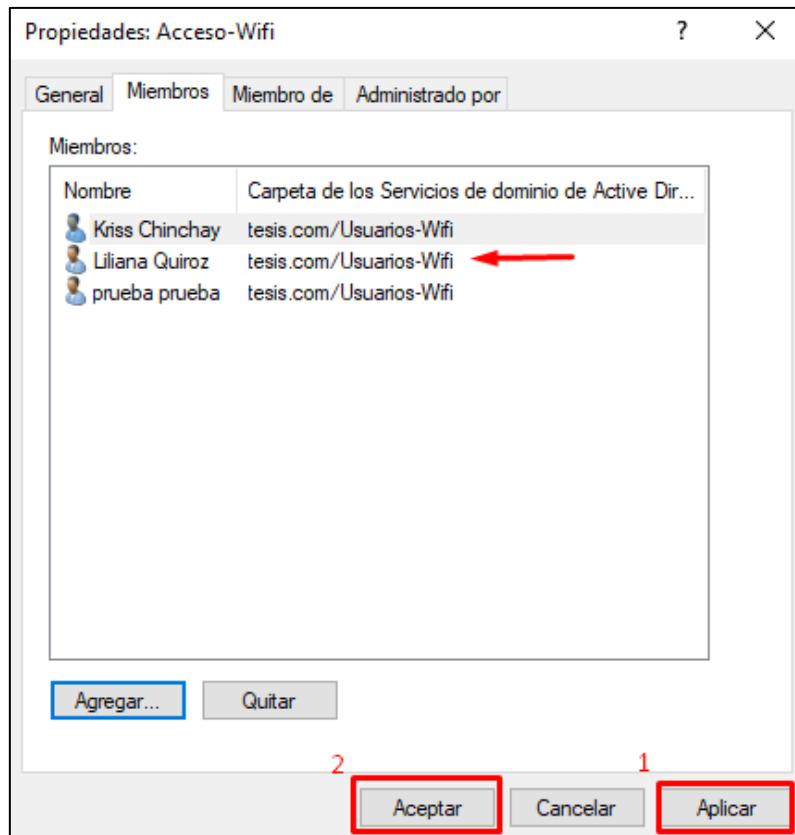 Propiedades: Acceso-Wifi ? ×
General Miembros Miembro de Administrado por
Miembros:
Nombre Carpeta de los Servicios de dominio de Active Dir...
Kriss Chinchay tesis.com/Usuarios-Wifi
Liliana Quiroz tesis.com/Usuarios-Wifi
prueba prueba tesis.com/Usuarios-Wifi
Agregar... Quitar
2 1
Aceptar Cancelar Aplicar